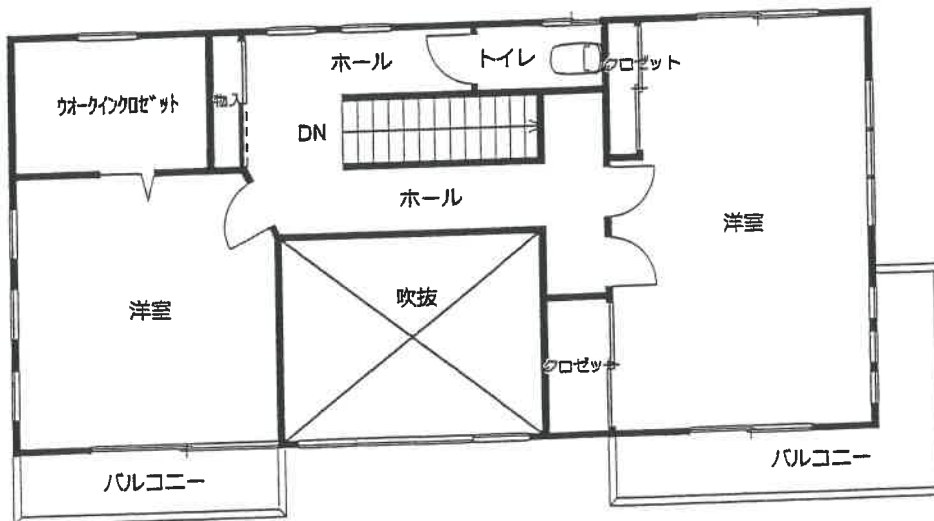 ホール
トイレ
クロゼット
ウオークインクロゼット
物入
DN
ホール
洋室
洋室
吹抜
クロゼット
バルコニー
バルコニー